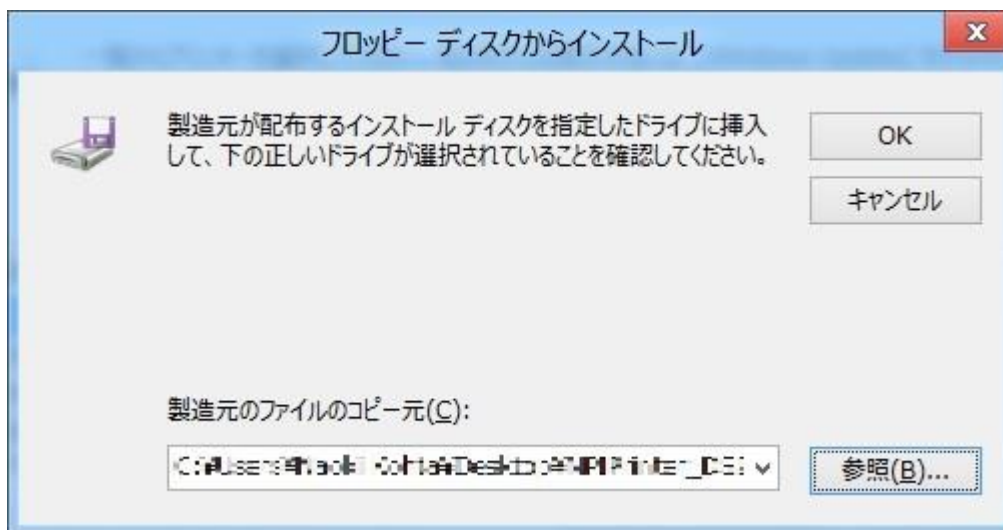 フロッピー ディスクからインストール
x
製造元が配布するインストール ディスクを指定したドライブに挿入
して、下の正しいドライブが選択されていることを確認してください。
OK
キャンセル
製造元のファイルのコピー元(C):
参照(B)...